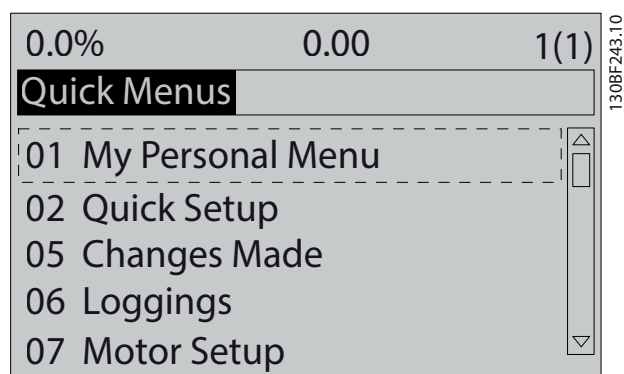 0.0% 0.00 1(1)
Quick Menus
01 My Personal Menu
02 Quick Setup
05 Changes Made
06 Loggings
07 Motor Setup
130BF243.10